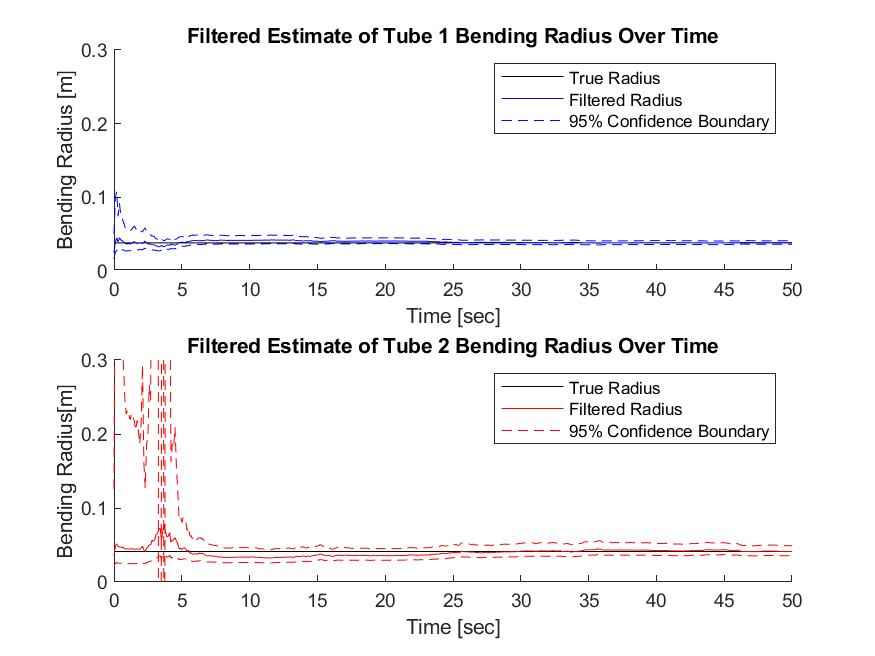 Filtered Estimate of Tube 1 Bending Radius Over Time
0.3
0.2
0.1
0
Bending Radius [m]
True Radius
Filtered Radius
95% Confidence Boundary
0 5 10 15 20 25 30 35 40 45 50
Time [sec]
Filtered Estimate of Tube 2 Bending Radius Over Time
0.3
0.2
0.1
0
Bending Radius[m]
True Radius
Filtered Radius
95% Confidence Boundary
0 5 10 15 20 25 30 35 40 45 50
Time [sec]